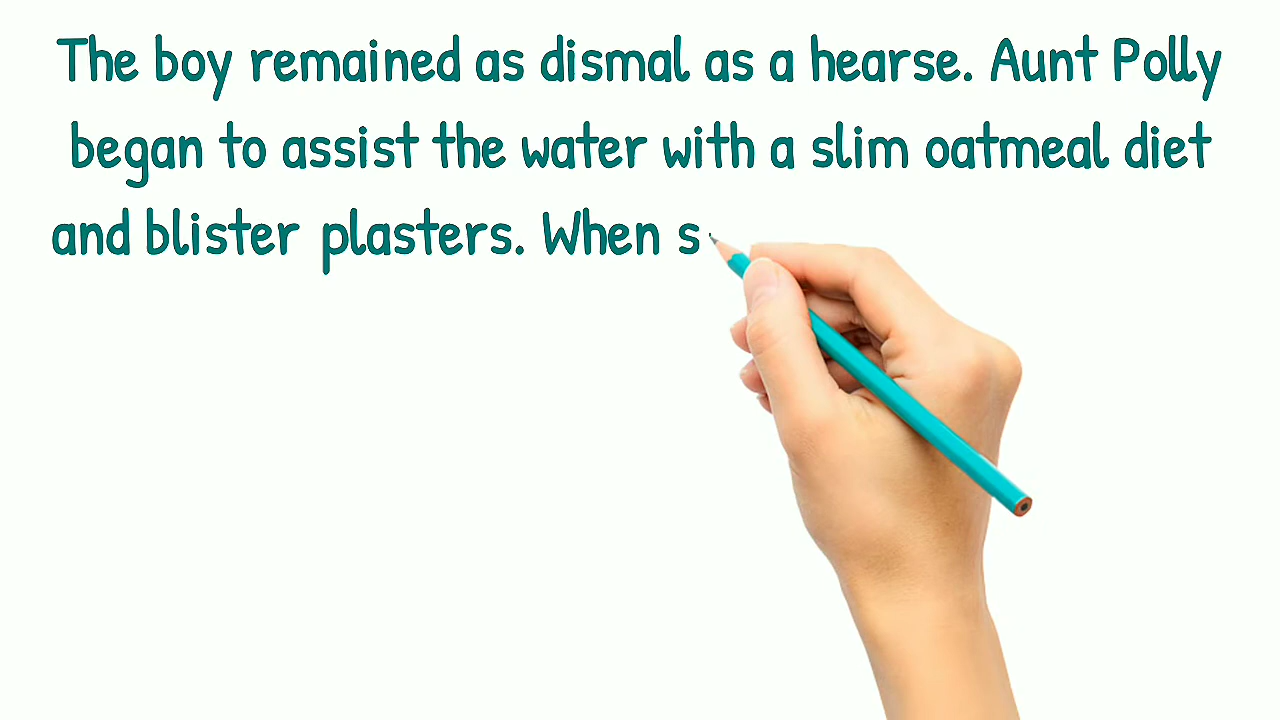 The boy remained as dismal as a hearse. Aunt Polly
began to assist the water with a slim oatmeal diet
and blister plasters. When s